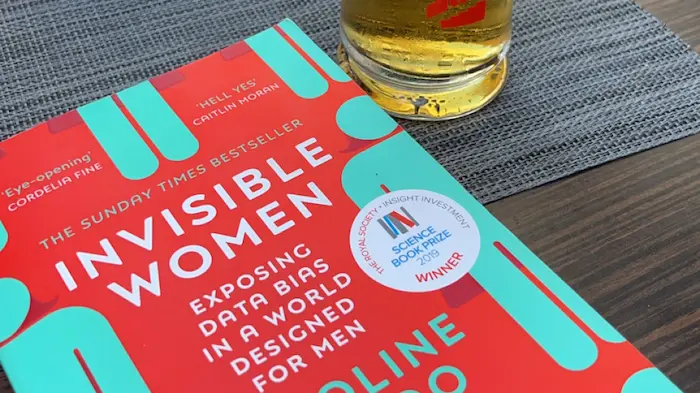 'HELL YES'
CAITLIN MORAN
'Eye-opening'
CORDELIA FINE
THE SUNDAY TIMES BESTSELLER
INVISIBLE
WOMEN
EXPOSING
DATA BIAS
IN A WORLD
DESIGNED
FOR MEN
THE ROYAL SOCIETY • INSIGHT INVESTMENT
SCIENCE
BOOK PRIZE
2019
WINNER